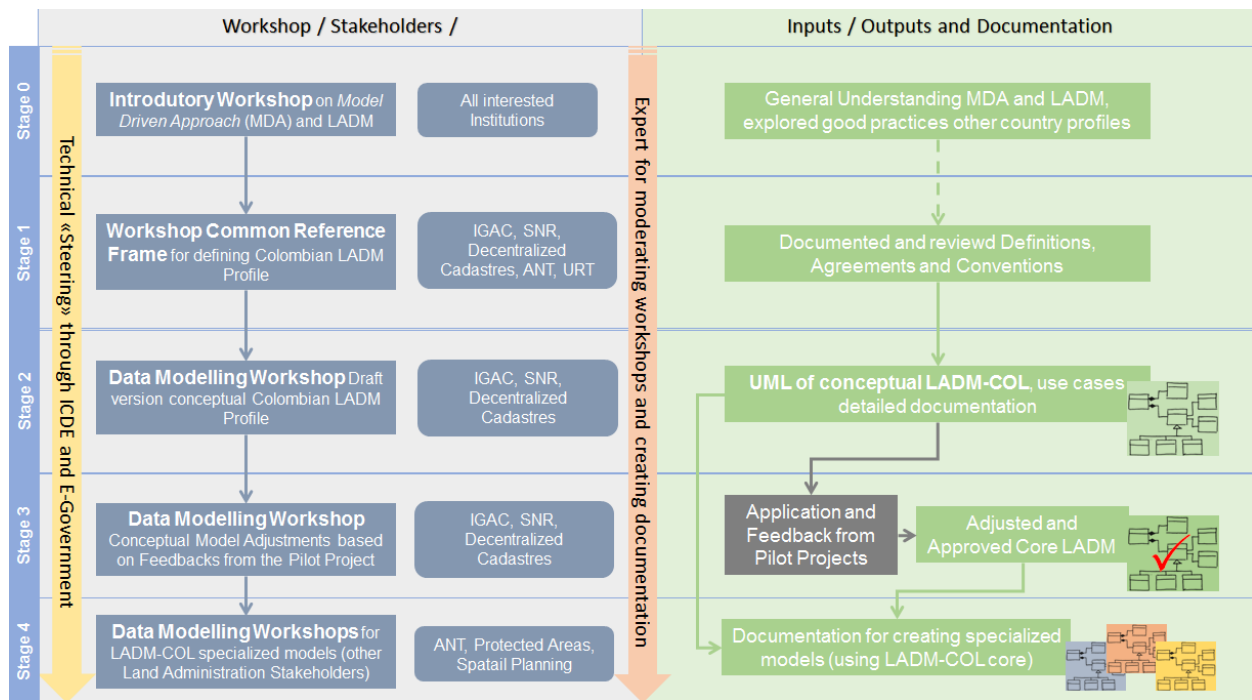 Workshop / Stakeholders /
Inputs / Outputs and Documentation
Stage 0
Introdutory Workshop on Model
Driven Approach (MDA) and LADM
All interested
Institutions
General Understanding MDA and LADM,
explored good practices other country profiles
Technical «Steering» through ICDE and E-Government
Expert for moderating workshops and creating documentation
Stage 1
Workshop Common Reference
Frame for defining Colombian LADM
Profile
IGAC, SNR,
Decentralized
Cadastres, ANT, URT
Documented and reviewd Definitions,
Agreements and Conventions
Stage 2
Data Modelling Workshop Draft
version conceptual Colombian LADM
Profile
IGAC, SNR,
Decentralized
Cadastres
UML of conceptual LADM-COL, use cases
detailed documentation
Stage 3
Data Modelling Workshop
Conceptual Model Adjustments based
on Feedbacks from the Pilot Project
IGAC, SNR,
Decentralized
Cadastres
Application and
Feedback from
Pilot Projects
Adjusted and
Approved Core LADM
Stage 4
Data Modelling Workshops for
LADM-COL specialized models (other
Land Administration Stakeholders)
ANT, Protected Areas,
Spatail Planning
Documentation for creating specialized
models (using LADM-COL core)